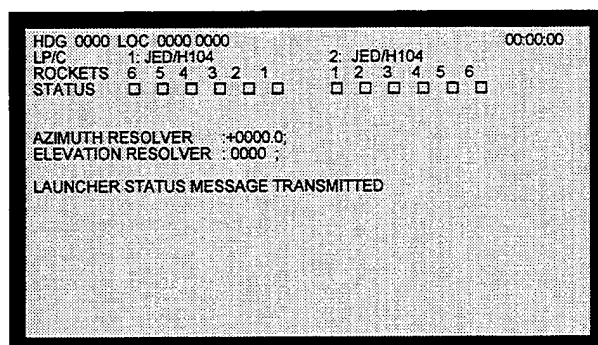 HDG 0000 LOC 0000 0000 00:00:00
LP/C 1: JED/H104 2: JED/H104
ROCKETS 6 5 4 3 2 1 1 2 3 4 5 6
STATUS □ □ □ □ □ □ □ □ □ □ □ □
AZIMUTH RESOLVER :+0000.0;
ELEVATION RESOLVER : 0000 ;
LAUNCHER STATUS MESSAGE TRANSMITTED